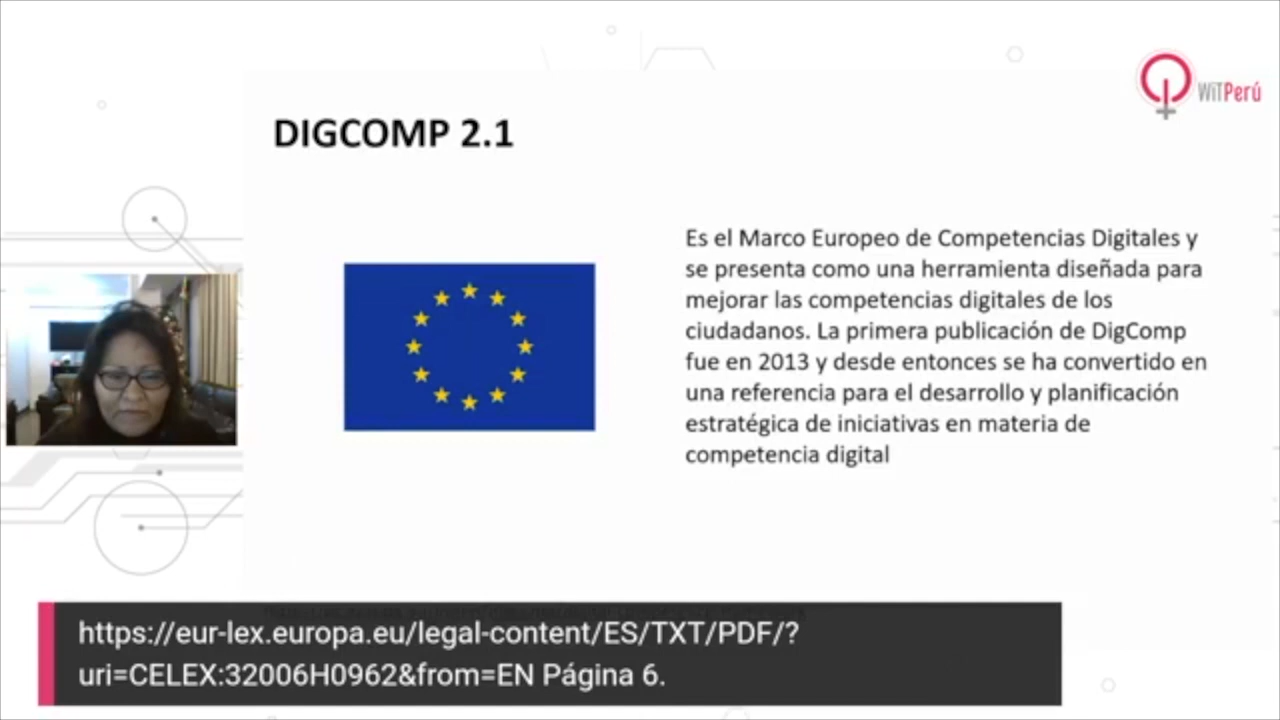 WiTPerú
DIGCOMP 2.1
Es el Marco Europeo de Competencias Digitales y
se presenta como una herramienta diseñada para
mejorar las competencias digitales de los
ciudadanos. La primera publicación de DigComp
fue en 2013 y desde entonces se ha convertido en
una referencia para el desarrollo y planificación
estratégica de iniciativas en materia de
competencia digital
https://eur-lex.europa.eu/legal-content/ES/TXT/PDF/?
uri=CELEX:32006H0962&from=EN Página 6.